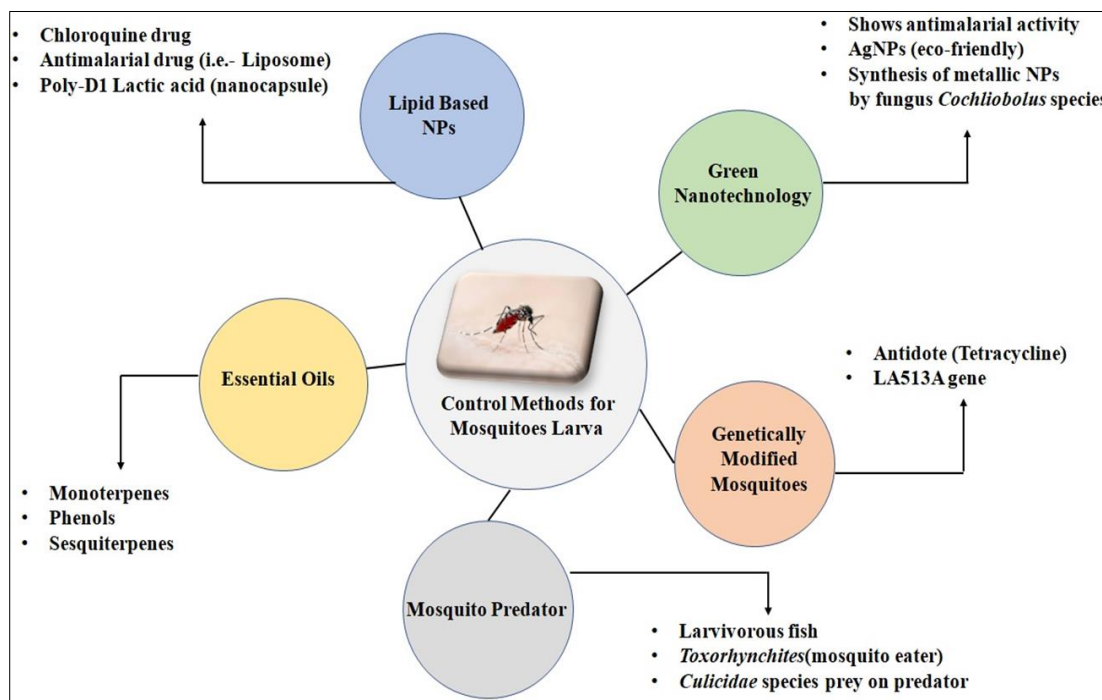 • Chloroquine drug
• Antimalarial drug (i.e.- Liposome)
• Poly-D1 Lactic acid (nanocapsule)
Lipid Based
NPs
• Shows antimalarial activity
• AgNPs (eco-friendly)
• Synthesis of metallic NPs
by fungus Cochliobolus species
Green
Nanotechnology
Essential Oils
Control Methods for
Mosquitoes Larva
• Antidote (Tetracycline)
• LA513A gene
Genetically
Modified
Mosquitoes
• Monoterpenes
• Phenols
• Sesquiterpenes
Mosquito Predator
• Larvivorous fish
• Toxorhynchites(mosquito eater)
• Culicidae species prey on predator